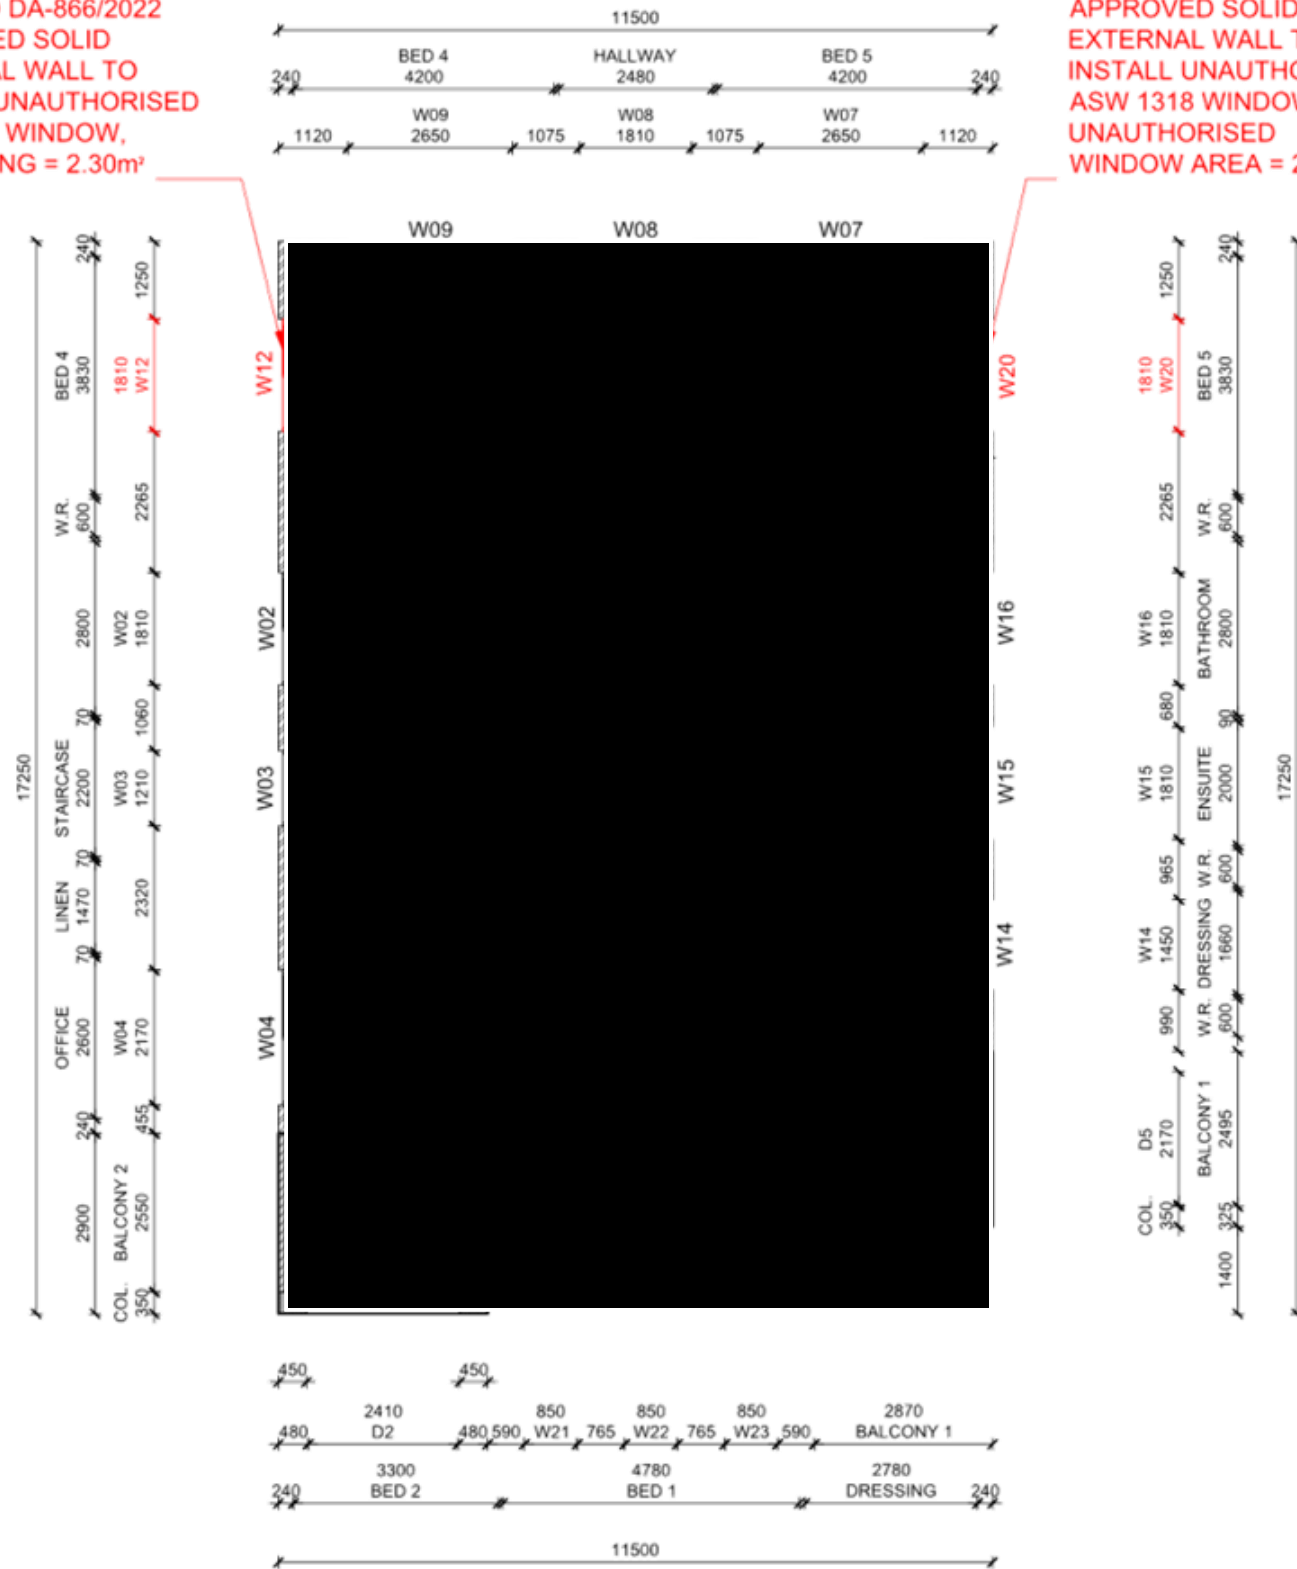 DA-866/2022
ED SOLID
AL WALL TO
UNAUTHORISED
WINDOW,
NG = 2.30m²
APPROVED SOLID
EXTERNAL WALL T
INSTALL UNAUTHO
ASW 1318 WINDOW
UNAUTHORISED
WINDOW AREA = 2
11500
BED 4 HALLWAY BED 5
240 4200 2480 4200 240
W09 W08 W07
1120 2650 1075 1810 1075 2650 1120
W09 W08 W07
17250
BED 4 W.R. STAIRCASE LINEN OFFICE
240 3830 600 2800 70 2200 70 1470 70 2600 240 2900
1810 W02 W03 W04 BALCONY 2 COL.
1250 W12 2265 1810 1060 1210 2320 2170 455 2550 350
W12
W02
W03
W04
W20
W16
W15
W14
1810 W16 W15 W14 D5 COL.
1250 W20 2265 1810 680 1810 965 1450 990 2170 350
BED 5 W.R. BATHROOM ENSUITE W.R. DRESSING W.R. BALCONY 1
240 3830 600 2800 90 2000 600 1660 600 2495 325 1400
17250
450 450
2410 850 850 850 2870
480 D2 480 590 W21 765 W22 765 W23 590 BALCONY 1
3300 4780 2780
240 BED 2 BED 1 DRESSING 240
11500